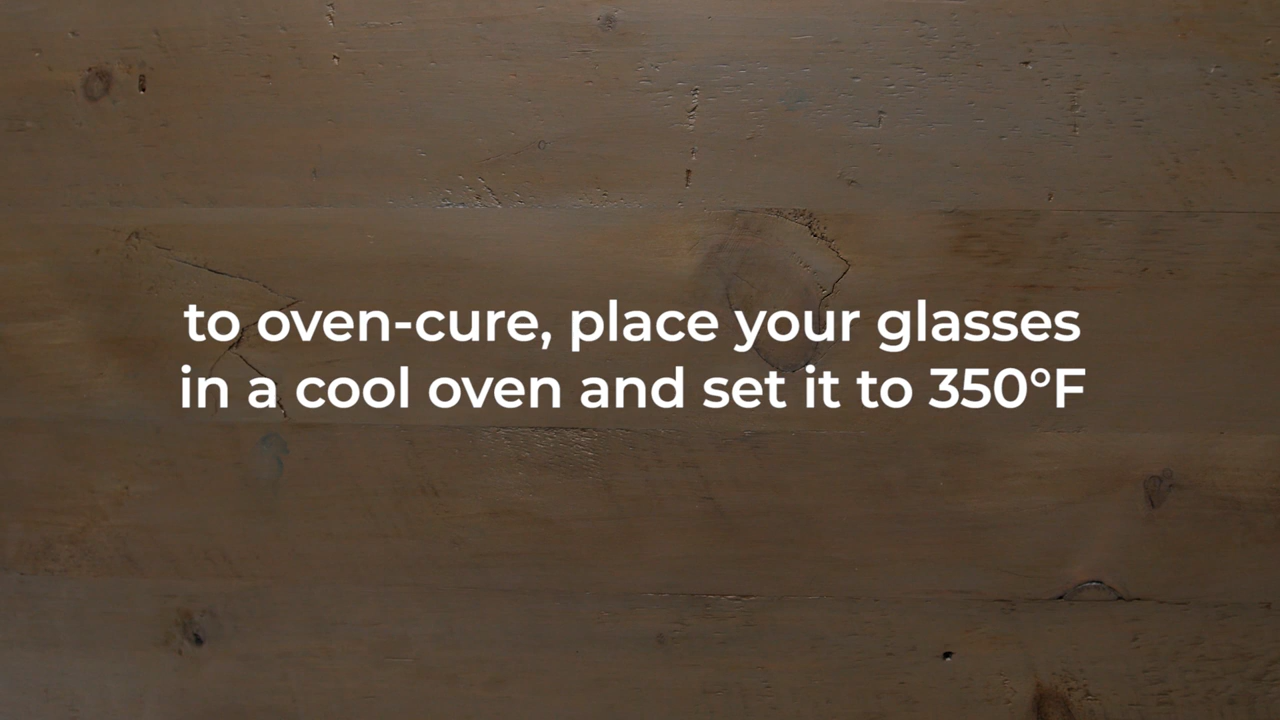 to oven-cure, place your glasses
in a cool oven and set it to 350°F